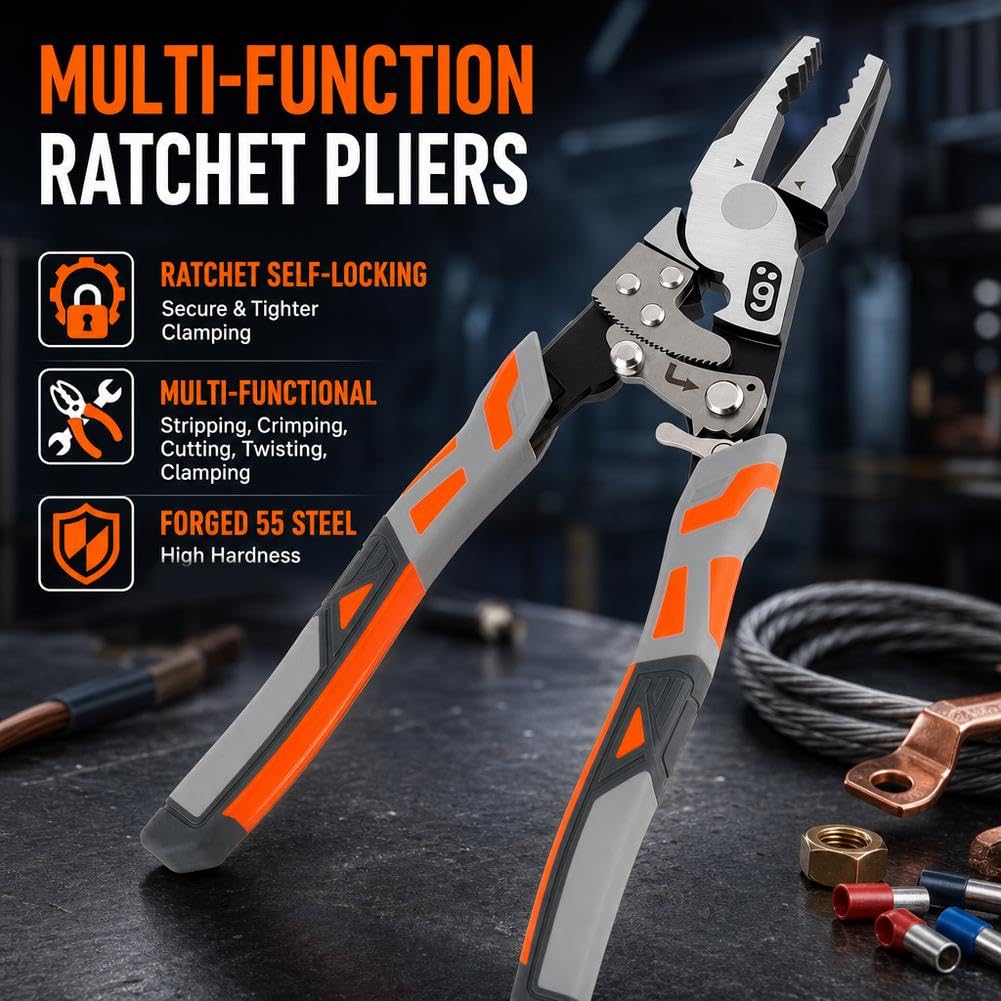 MULTI-FUNCTION
RATCHET PLIERS
RATCHET SELF-LOCKING
Secure & Tighter
Clamping
MULTI-FUNCTIONAL
Stripping, Crimping,
Cutting, Twisting,
Clamping
FORGED 55 STEEL
High Hardness
9